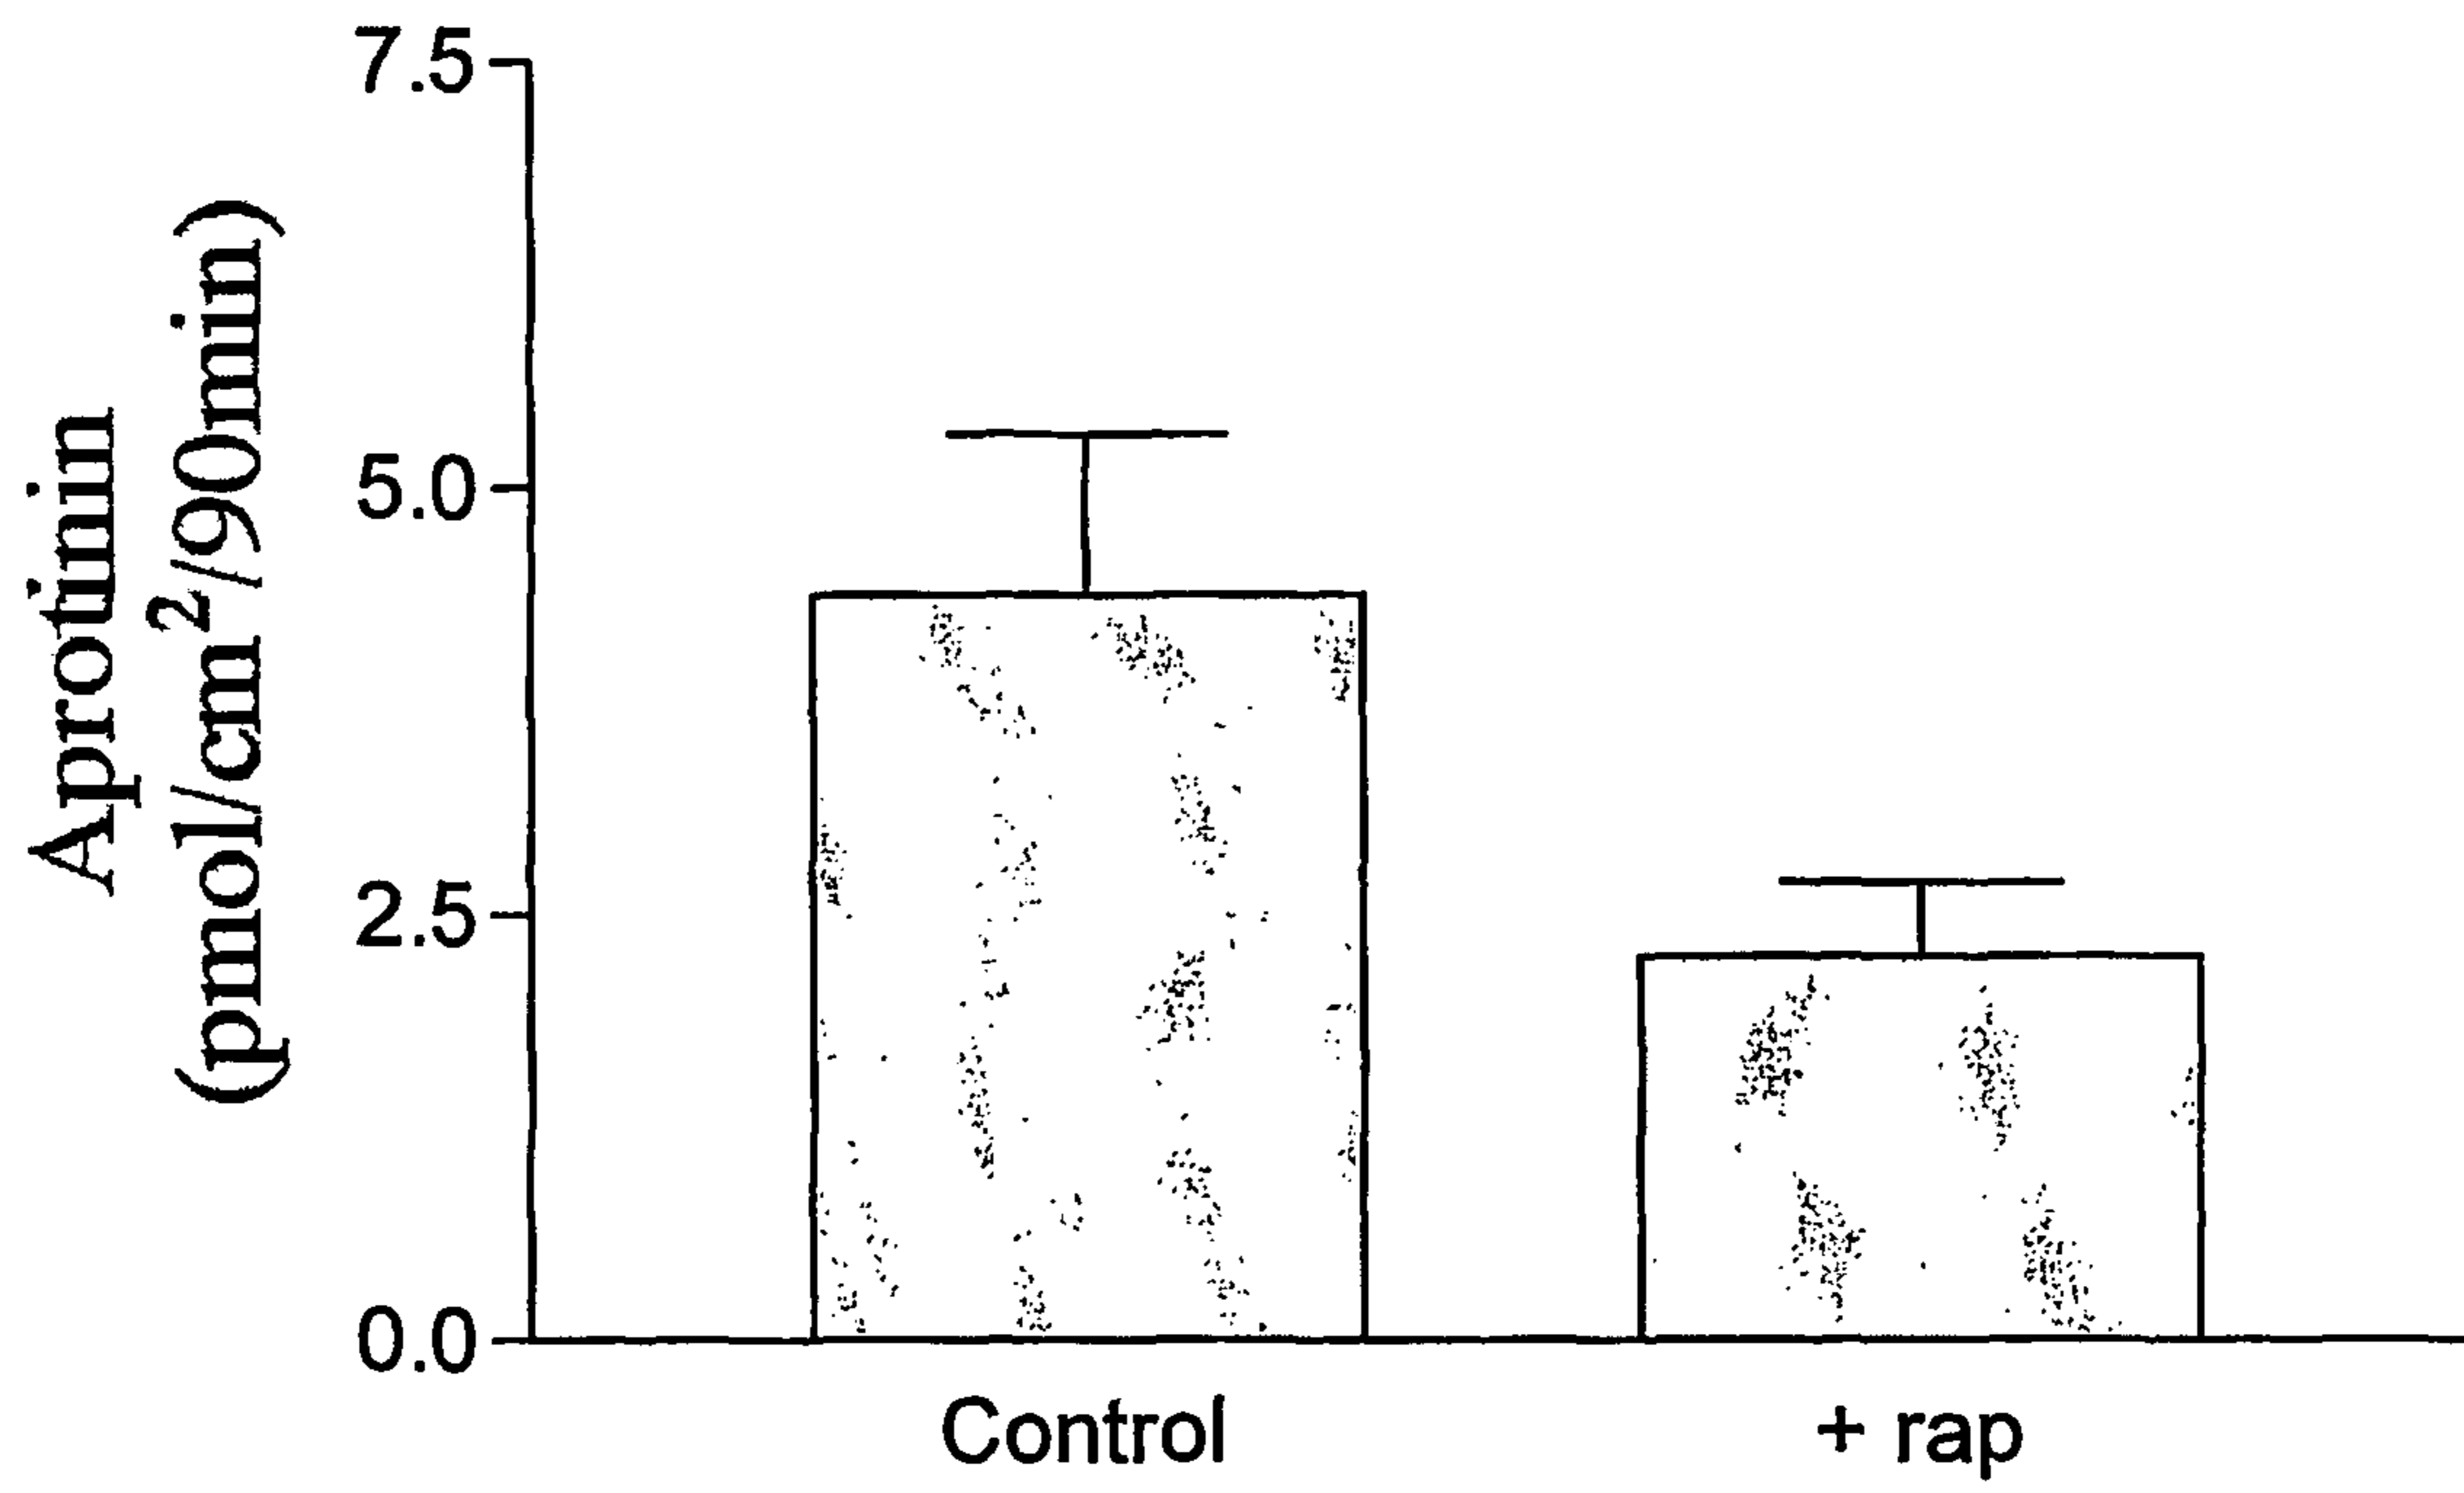 Aprotinin
(pmol/cm²/90min)
7.5
5.0
2.5
0.0
Control
+ rap